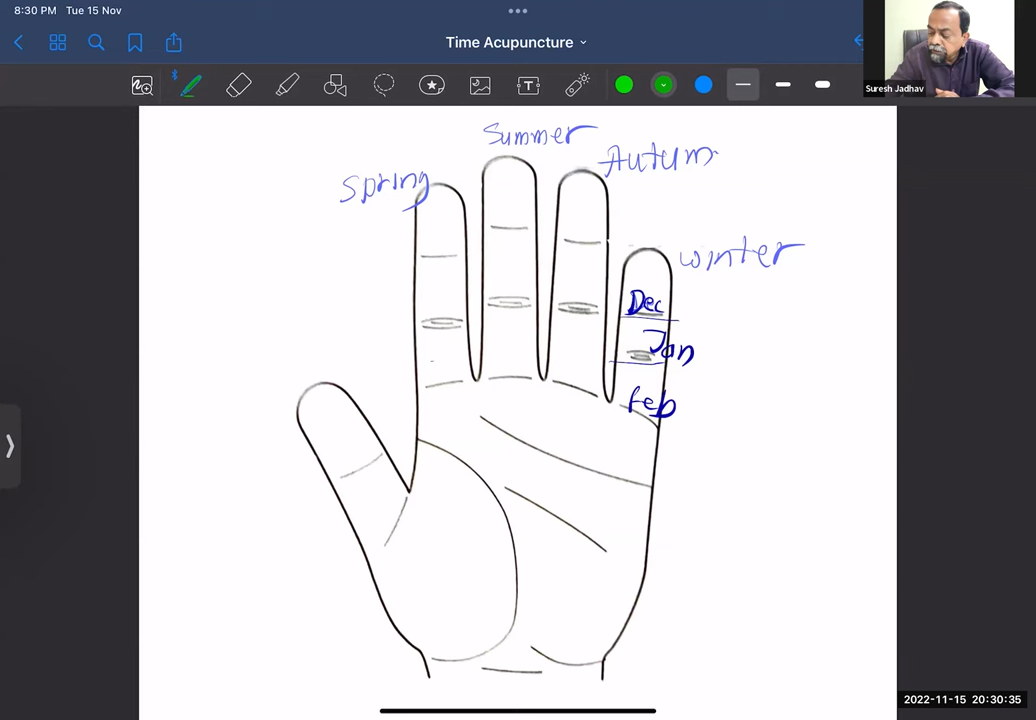 8:30 PM Tue 15 Nov
Time Acupuncture
Suresh Jadhav
Summer
Autum
Spring
winter
Dec
Jan
Feb
2022-11-15 20:30:35